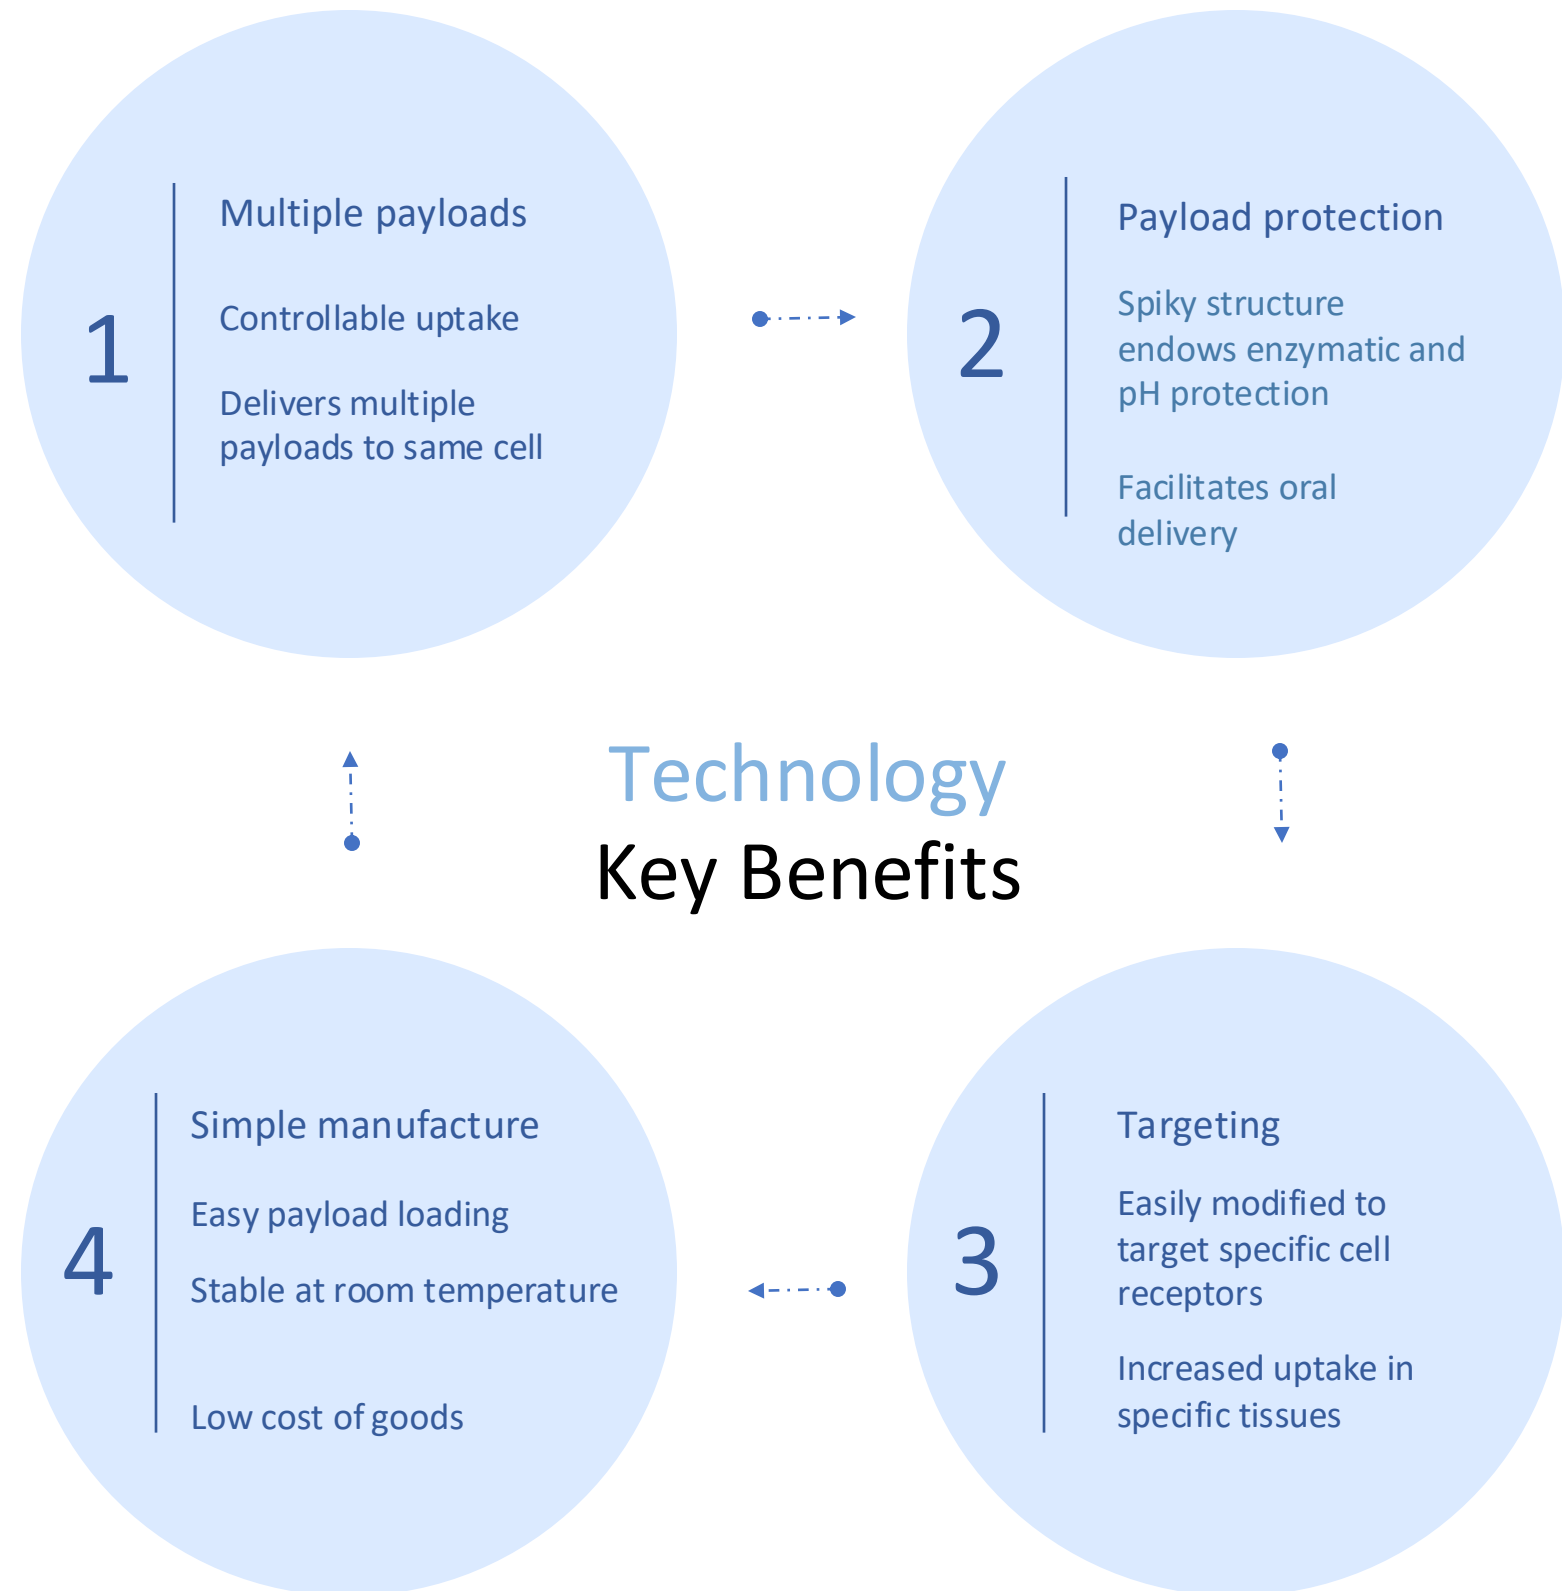 1
Multiple payloads
Controllable uptake
Delivers multiple
payloads to same cell
2
Payload protection
Spiky structure
endows enzymatic and
pH protection
Facilitates oral
delivery
Technology
Key Benefits
4
Simple manufacture
Easy payload loading
Stable at room temperature
Low cost of goods
3
Targeting
Easily modified to
target specific cell
receptors
Increased uptake in
specific tissues